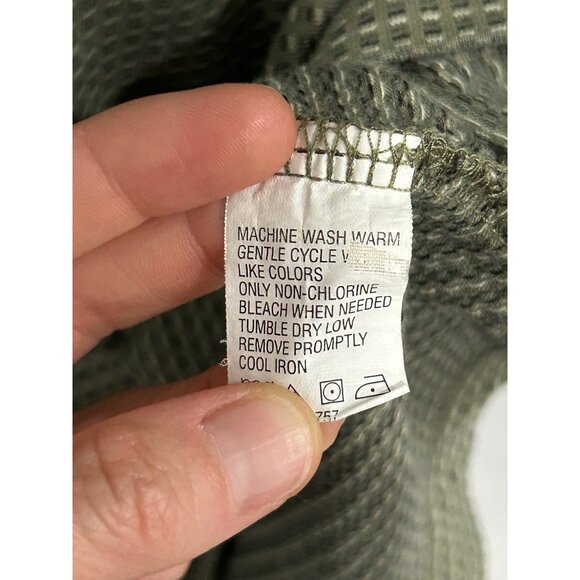 MACHINE WASH WARM
GENTLE CYCLE
LIKE COLORS
ONLY NON-CHLORINE
BLEACH WHEN NEEDED
TUMBLE DRY LOW
REMOVE PROMPTLY
COOL IRON
757